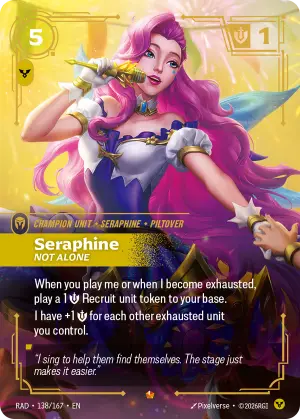 5
1
CHAMPION UNIT • SERAPHINE • PILTOVER
Seraphine
NOT ALONE
When you play me or when I become exhausted,
play a 1 Recruit unit token to your base.
I have +1 for each other exhausted unit
you control.
"I sing to help them find themselves. The stage just
makes it easier."
RAD • 138/167 • EN
Pixelverse • ©2026RGI